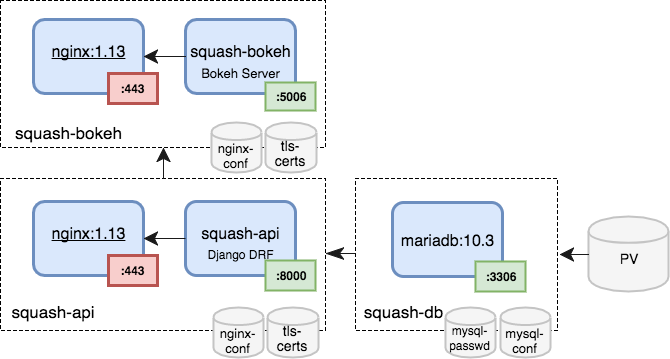 nginx:1.13
:443
squash-bokeh
Bokeh Server
:5006
squash-bokeh
nginx-
conf
tls-
certs
nginx:1.13
:443
squash-api
Django DRF
:8000
squash-api
nginx-
conf
tls-
certs
mariadb:10.3
:3306
squash-db
mysql-
passwd
mysql-
conf
PV